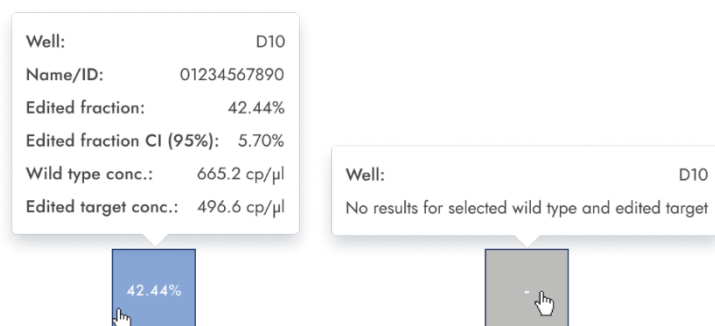 Well: D10
Name/ID: 01234567890
Edited fraction: 42.44%
Edited fraction CI (95%): 5.70%
Wild type conc.: 665.2 cp/µl
Edited target conc.: 496.6 cp/µl
42.44%
Well: D10
No results for selected wild type and edited target
-